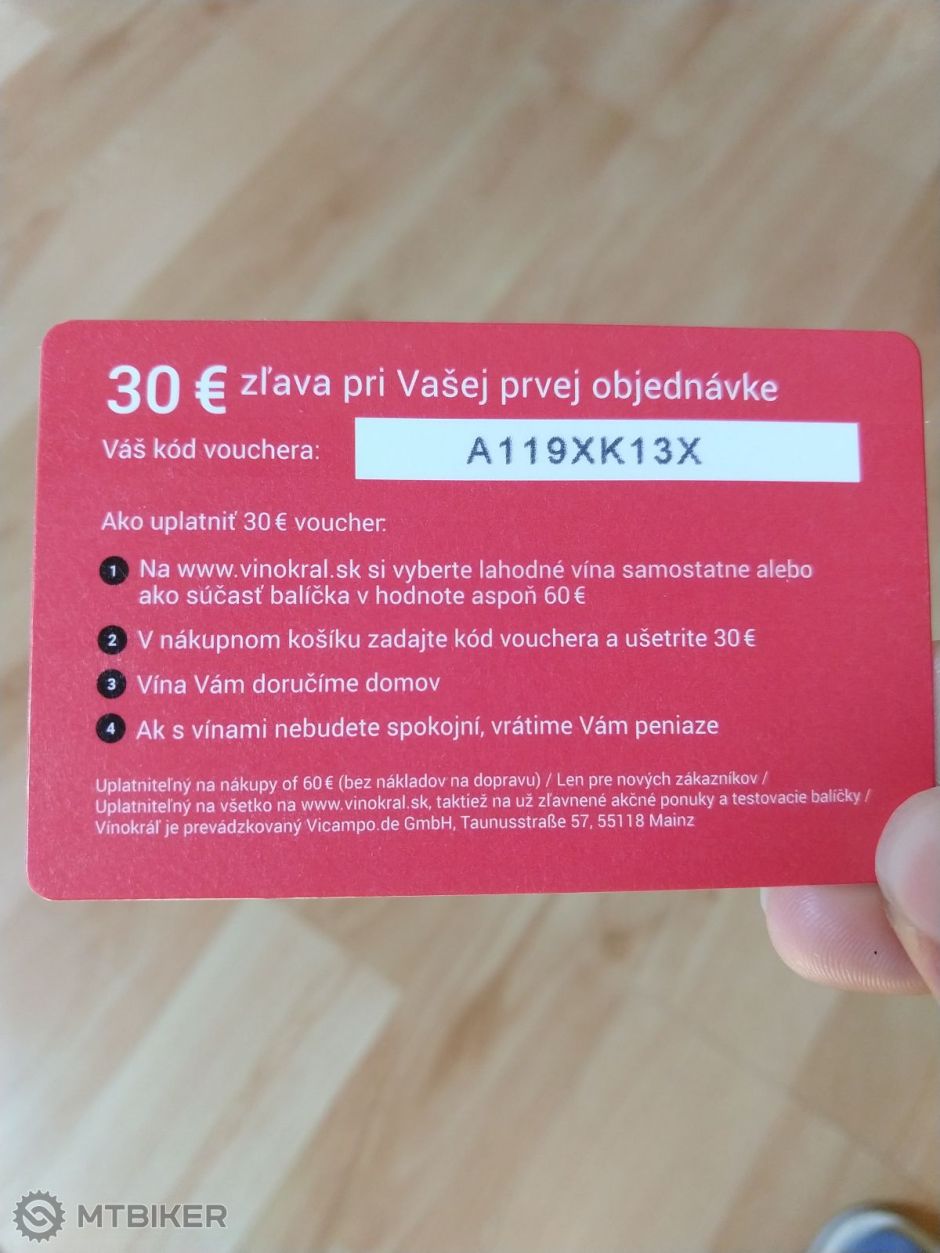 30 € zľava pri Vašej prvej objednávke
Váš kód vouchera: A119XK13X
Ako uplatniť 30 € voucher:
1 Na www.vinokral.sk si vyberte lahodné vína samostatne alebo
ako súčasť balíčka v hodnote aspoň 60 €
2 V nákupnom košíku zadajte kód vouchera a ušetrite 30 €
3 Vína Vám doručíme domov
4 Ak s vínami nebudete spokojní, vrátime Vám peniaze
Uplatniteľný na nákupy of 60 € (bez nákladov na dopravu) / Len pre nových zákazníkov /
Uplatniteľný na všetko na www.vinokral.sk, taktiež na už zľavnené akčné ponuky a testovacie balíčky /
Vínokráľ je prevádzkovaný Vicampo.de GmbH, Taunusstraße 57, 55118 Mainz
MTBIKER